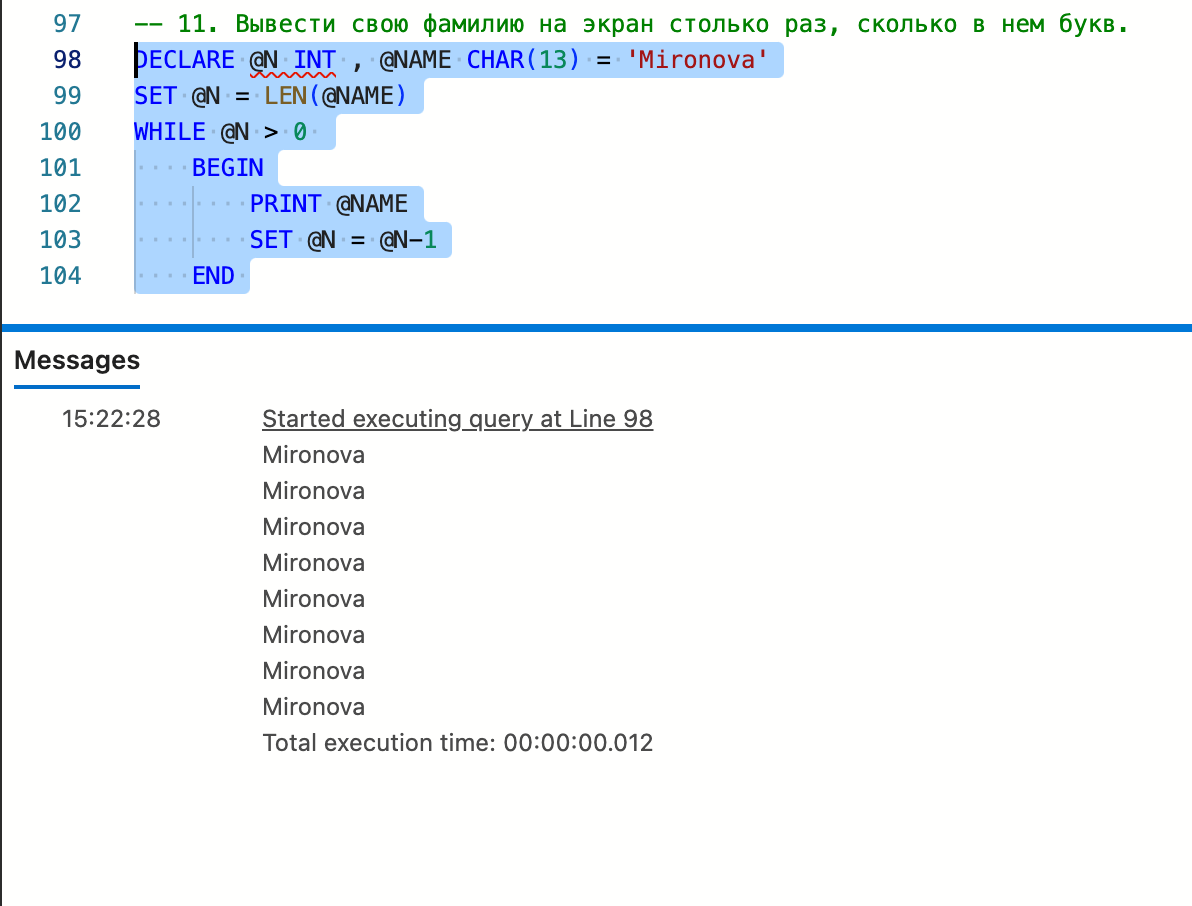 97 -- 11. Вывести свою фамилию на экран столько раз, сколько в нем букв.
98 DECLARE @N INT , @NAME CHAR(13) = 'Mironova'
99 SET @N = LEN(@NAME)
100 WHILE @N > 0
101 BEGIN
102 PRINT @NAME
103 SET @N = @N-1
104 END
Messages
15:22:28 Started executing query at Line 98
Mironova
Mironova
Mironova
Mironova
Mironova
Mironova
Mironova
Mironova
Total execution time: 00:00:00.012